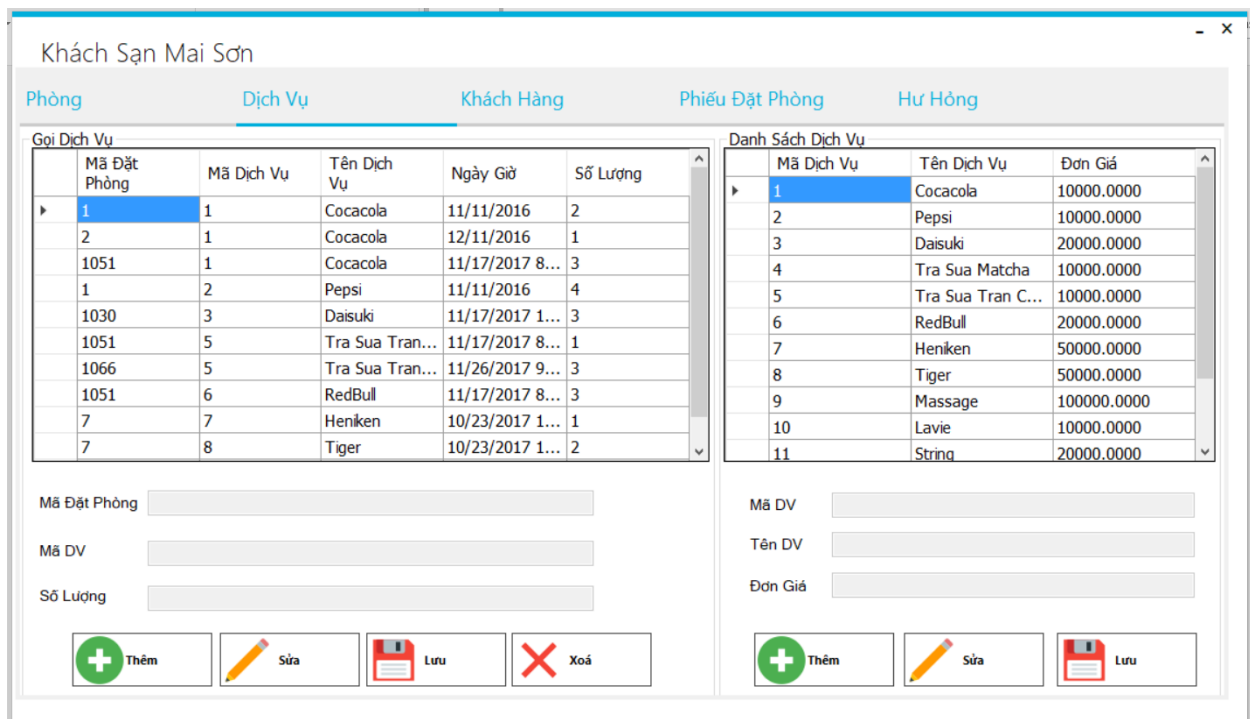 Khách Sạn Mai Sơn
Phòng Dịch Vụ Khách Hàng Phiếu Đặt Phòng Hư Hỏng
Gọi Dịch Vụ
Mã Đặt Phòng Mã Dịch Vụ Tên Dịch Vụ Ngày Giờ Số Lượng
1 1 Cocacola 11/11/2016 2
2 1 Cocacola 12/11/2016 1
1051 1 Cocacola 11/17/2017 8... 3
1 2 Pepsi 11/11/2016 4
1030 3 Daisuki 11/17/2017 1... 3
1051 5 Tra Sua Tran... 11/17/2017 8... 1
1066 5 Tra Sua Tran... 11/26/2017 9... 3
1051 6 RedBull 11/17/2017 8... 3
7 7 Heniken 10/23/2017 1... 1
7 8 Tiger 10/23/2017 1... 2
Mã Đặt Phòng
Mã DV
Số Lượng
Thêm Sửa Lưu Xoá
Danh Sách Dịch Vụ
Mã Dịch Vụ Tên Dịch Vụ Đơn Giá
1 Cocacola 10000.0000
2 Pepsi 10000.0000
3 Daisuki 20000.0000
4 Tra Sua Matcha 10000.0000
5 Tra Sua Tran C... 10000.0000
6 RedBull 20000.0000
7 Heniken 50000.0000
8 Tiger 50000.0000
9 Massage 100000.0000
10 Lavie 10000.0000
11 String 20000.0000
Mã DV
Tên DV
Đơn Giá
Thêm Sửa Lưu